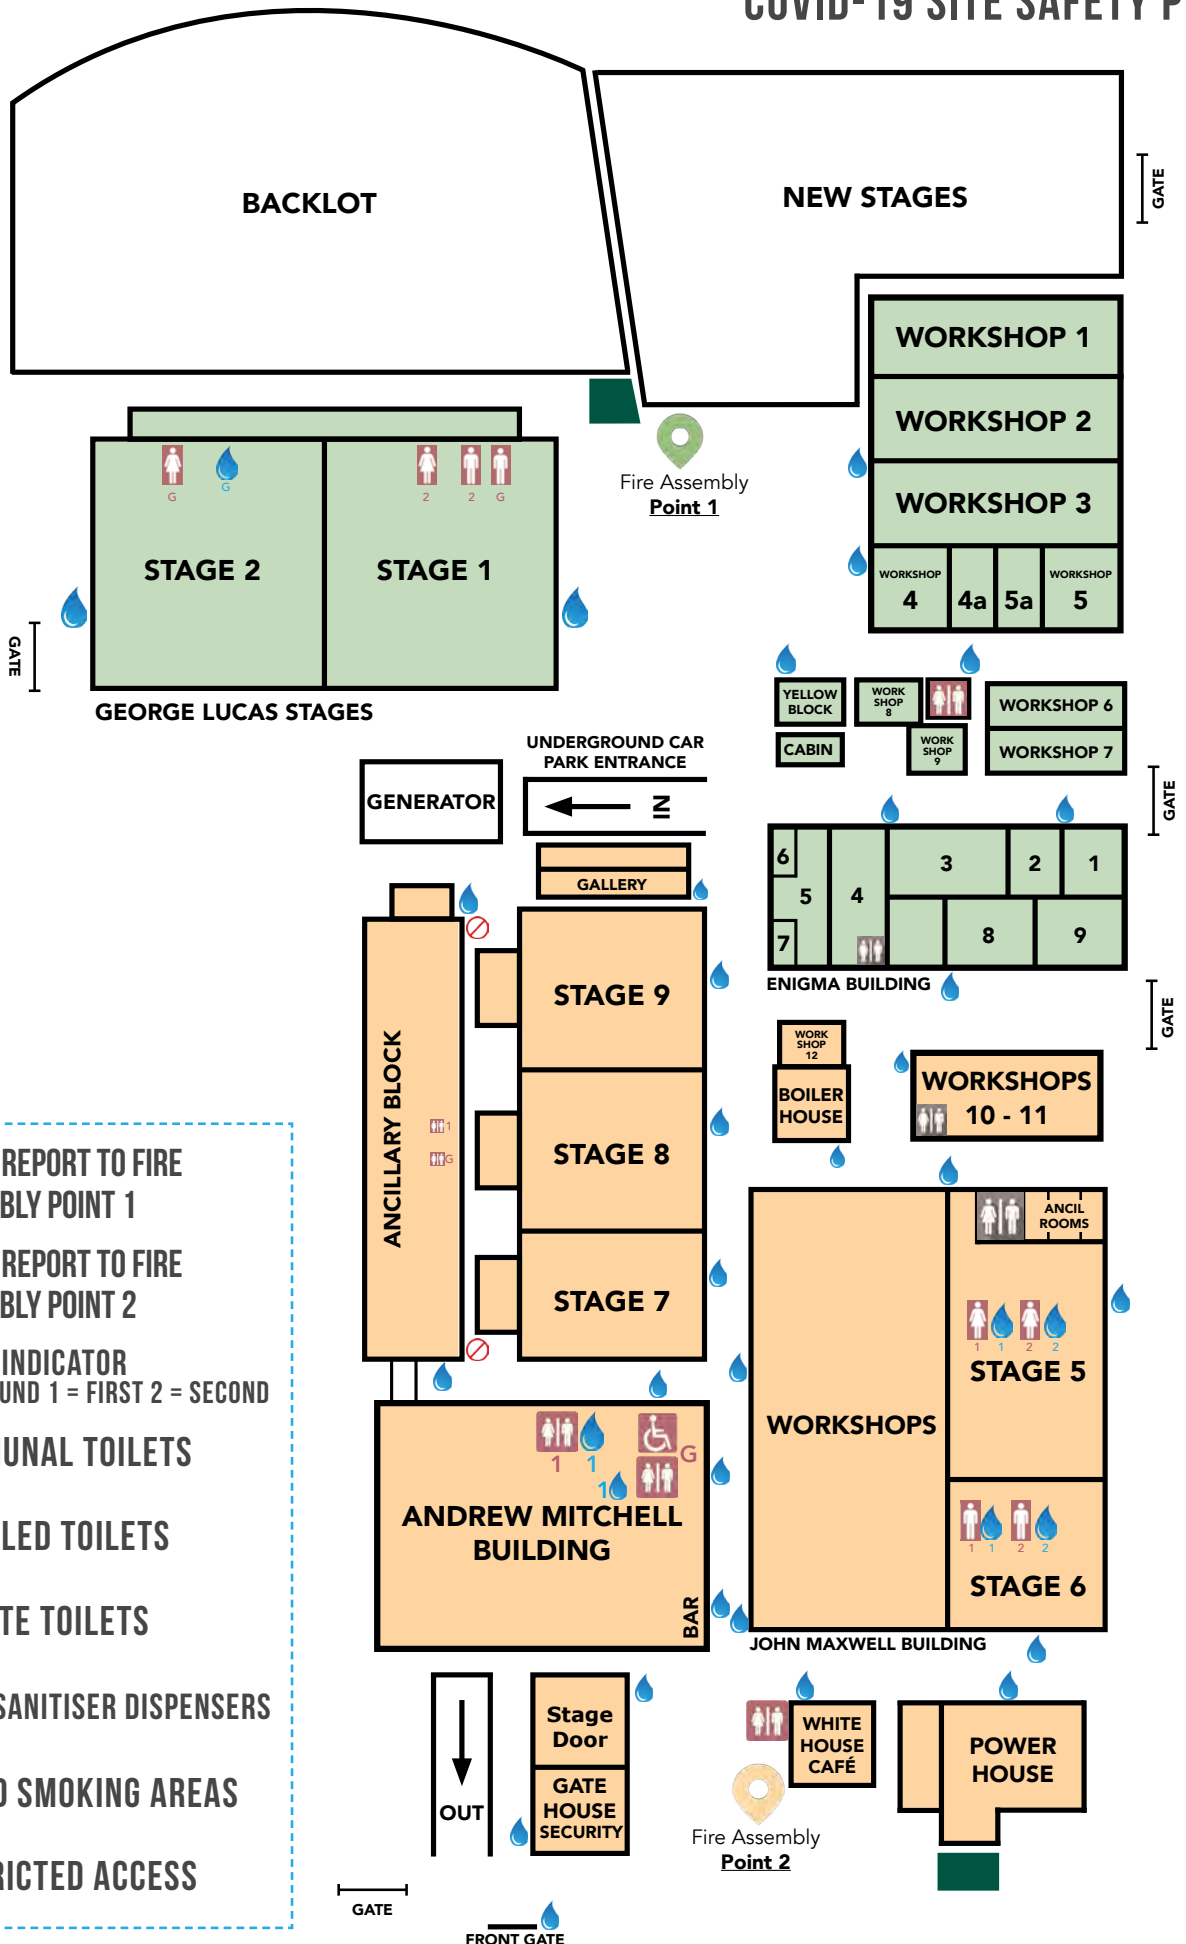 COVID-19 SITE SAFETY P
BACKLOT
NEW STAGES
GATE
WORKSHOP 1
WORKSHOP 2
WORKSHOP 3
WORKSHOP
4
4a
5a
WORKSHOP
5
Fire Assembly
Point 1
G
G
2
2
G
STAGE 2
STAGE 1
GATE
GEORGE LUCAS STAGES
YELLOW
BLOCK
CABIN
WORK
SHOP
8
WORK
SHOP
9
WORKSHOP 6
WORKSHOP 7
GATE
UNDERGROUND CAR
PARK ENTRANCE
IN
GENERATOR
GALLERY
6
5
7
4
3
2
1
8
9
ENIGMA BUILDING
GATE
STAGE 9
STAGE 8
STAGE 7
ANCILLARY BLOCK
1
G
WORK
SHOP
12
BOILER
HOUSE
WORKSHOPS
10 - 11
ANCIL
ROOMS
1
1
2
2
STAGE 5
WORKSHOPS
1
1
2
2
STAGE 6
JOHN MAXWELL BUILDING
1
1
1
G
ANDREW MITCHELL
BUILDING
BAR
REPORT TO FIRE
BLY POINT 1
REPORT TO FIRE
BLY POINT 2
INDICATOR
UND 1 = FIRST 2 = SECOND
UNAL TOILETS
LED TOILETS
TE TOILETS
SANITISER DISPENSERS
SMOKING AREAS
RICTED ACCESS
OUT
Stage
Door
GATE
HOUSE
SECURITY
WHITE
HOUSE
CAFÉ
POWER
HOUSE
Fire Assembly
Point 2
GATE
FRONT GATE